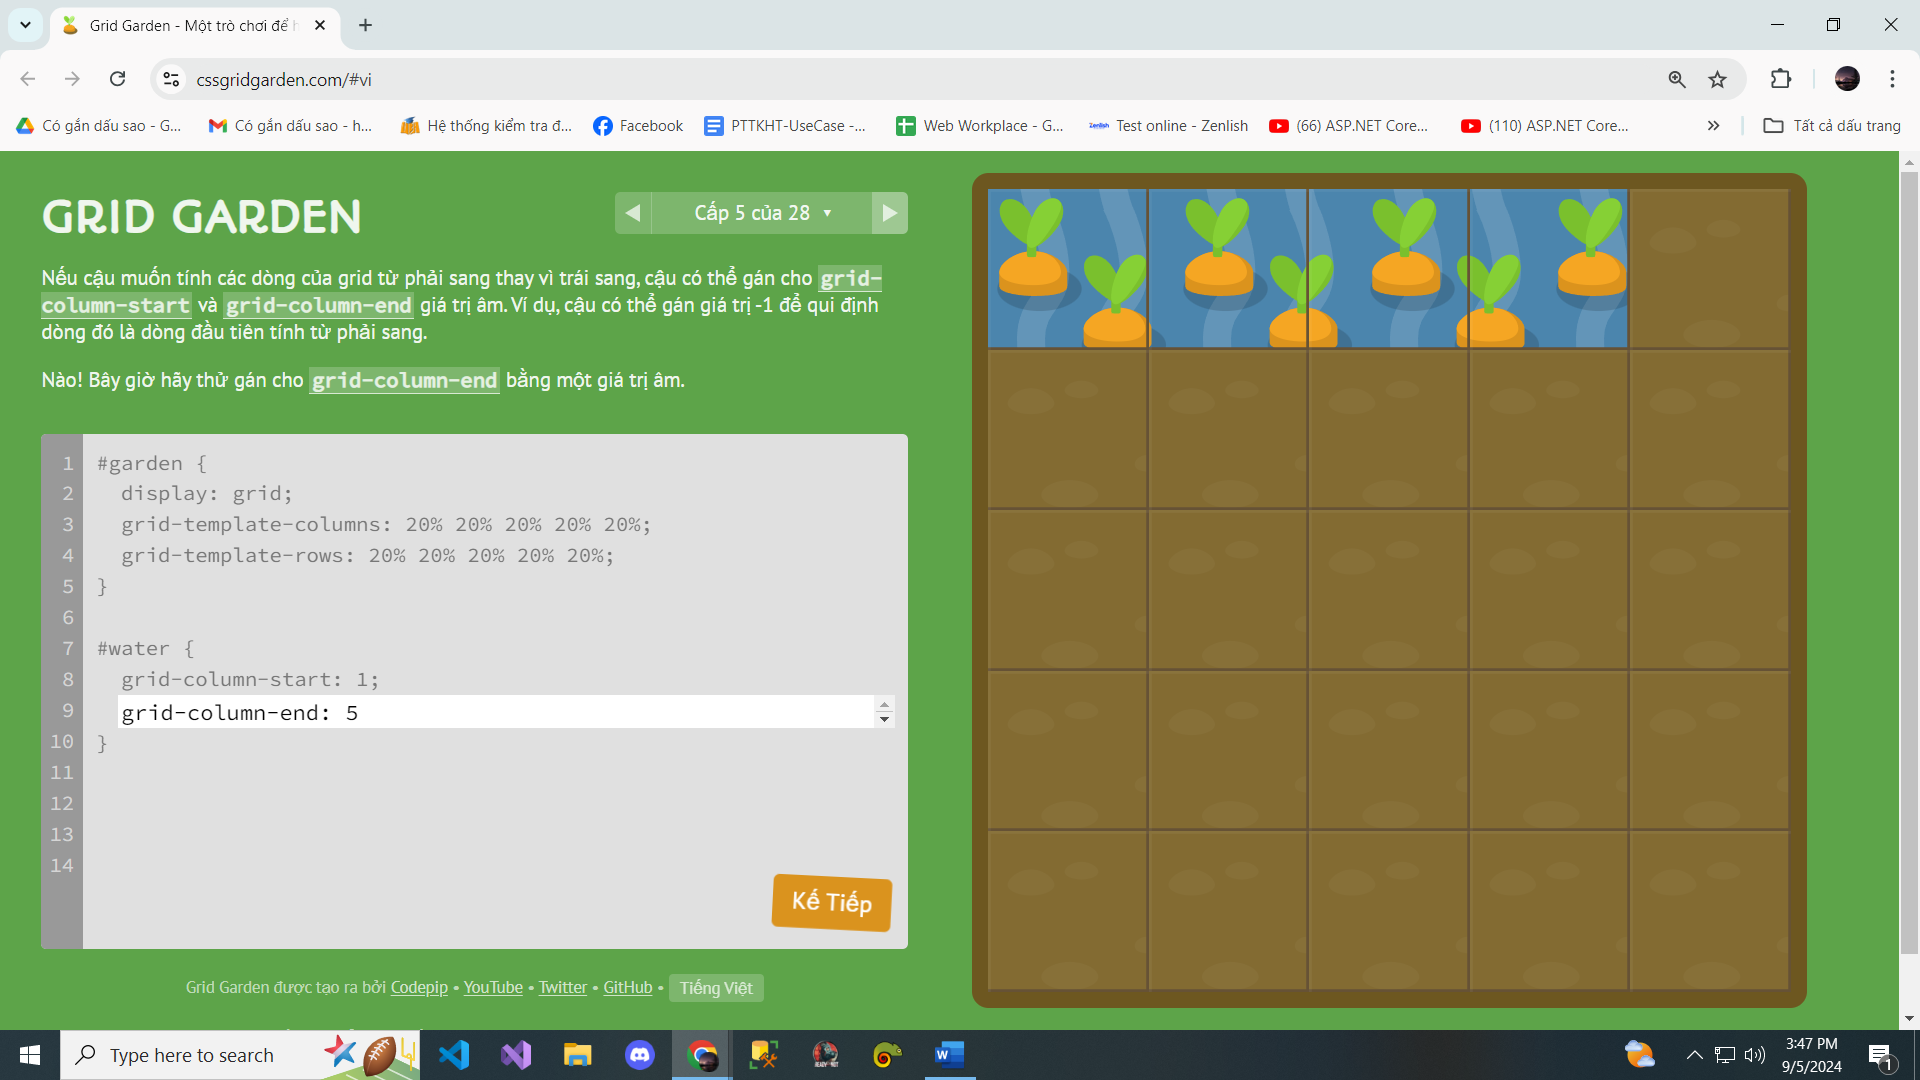 Grid Garden - Một trò chơi để h
cssgridgarden.com/#vi
Có gắn dấu sao - G...
Có gắn dấu sao - h...
Hệ thống kiểm tra đ...
Facebook
PTTKHT-UseCase -...
Web Workplace - G...
Zenlish
Test online - Zenlish
(66) ASP.NET Core...
(110) ASP.NET Core...
Tất cả dấu trang
GRID GARDEN
Cấp 5 của 28
Nếu cậu muốn tính các dòng của grid từ phải sang thay vì trái sang, cậu có thể gán cho grid-
column-start và grid-column-end giá trị âm. Ví dụ, cậu có thể gán giá trị -1 để qui định
dòng đó là dòng đầu tiên tính từ phải sang.
Nào! Bây giờ hãy thử gán cho grid-column-end bằng một giá trị âm.
1 #garden {
2 display: grid;
3 grid-template-columns: 20% 20% 20% 20% 20%;
4 grid-template-rows: 20% 20% 20% 20% 20%;
5 }
6
7 #water {
8 grid-column-start: 1;
9 grid-column-end: 5
10 }
11
12
13
14
Kế Tiếp
Grid Garden được tạo ra bởi Codepip • YouTube • Twitter • GitHub • Tiếng Việt
Type here to search
READY OR NOT
W
3:47 PM
9/5/2024
1